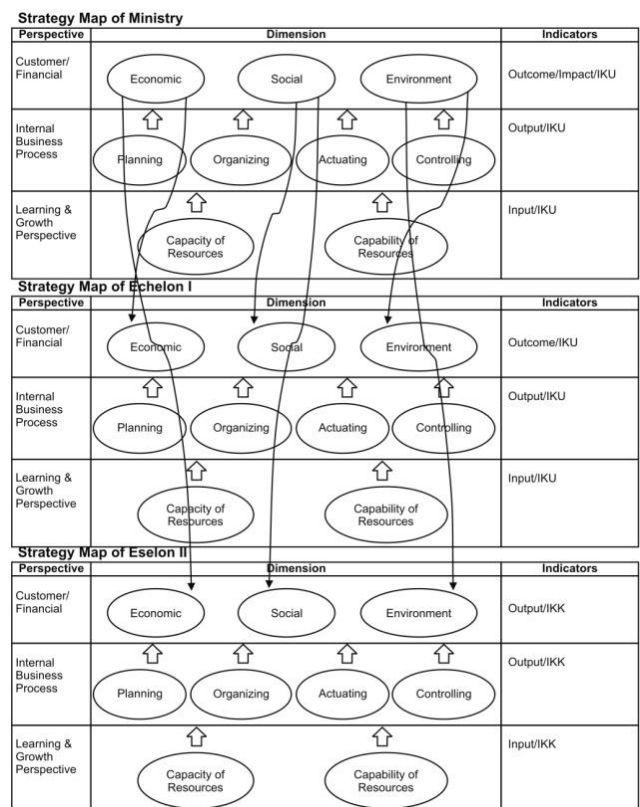 Strategy Map of Ministry
Perspective Dimension Indicators
Customer/
Financial
Economic Social Environment
Outcome/Impact/IKU
Internal
Business
Process
Planning Organizing Actuating Controlling
Output/IKU
Learning &
Growth
Perspective
Capacity of
Resources
Capability of
Resources
Input/IKU
Strategy Map of Echelon I
Perspective Dimension Indicators
Customer/
Financial
Economic Social Environment
Outcome/IKU
Internal
Business
Process
Planning Organizing Actuating Controlling
Output/IKU
Learning &
Growth
Perspective
Capacity of
Resources
Capability of
Resources
Input/IKU
Strategy Map of Eselon II
Perspective Dimension Indicators
Customer/
Financial
Economic Social Environment
Output/IKK
Internal
Business
Process
Planning Organizing Actuating Controlling
Output/IKK
Learning &
Growth
Perspective
Capacity of
Resources
Capability of
Resources
Input/IKK